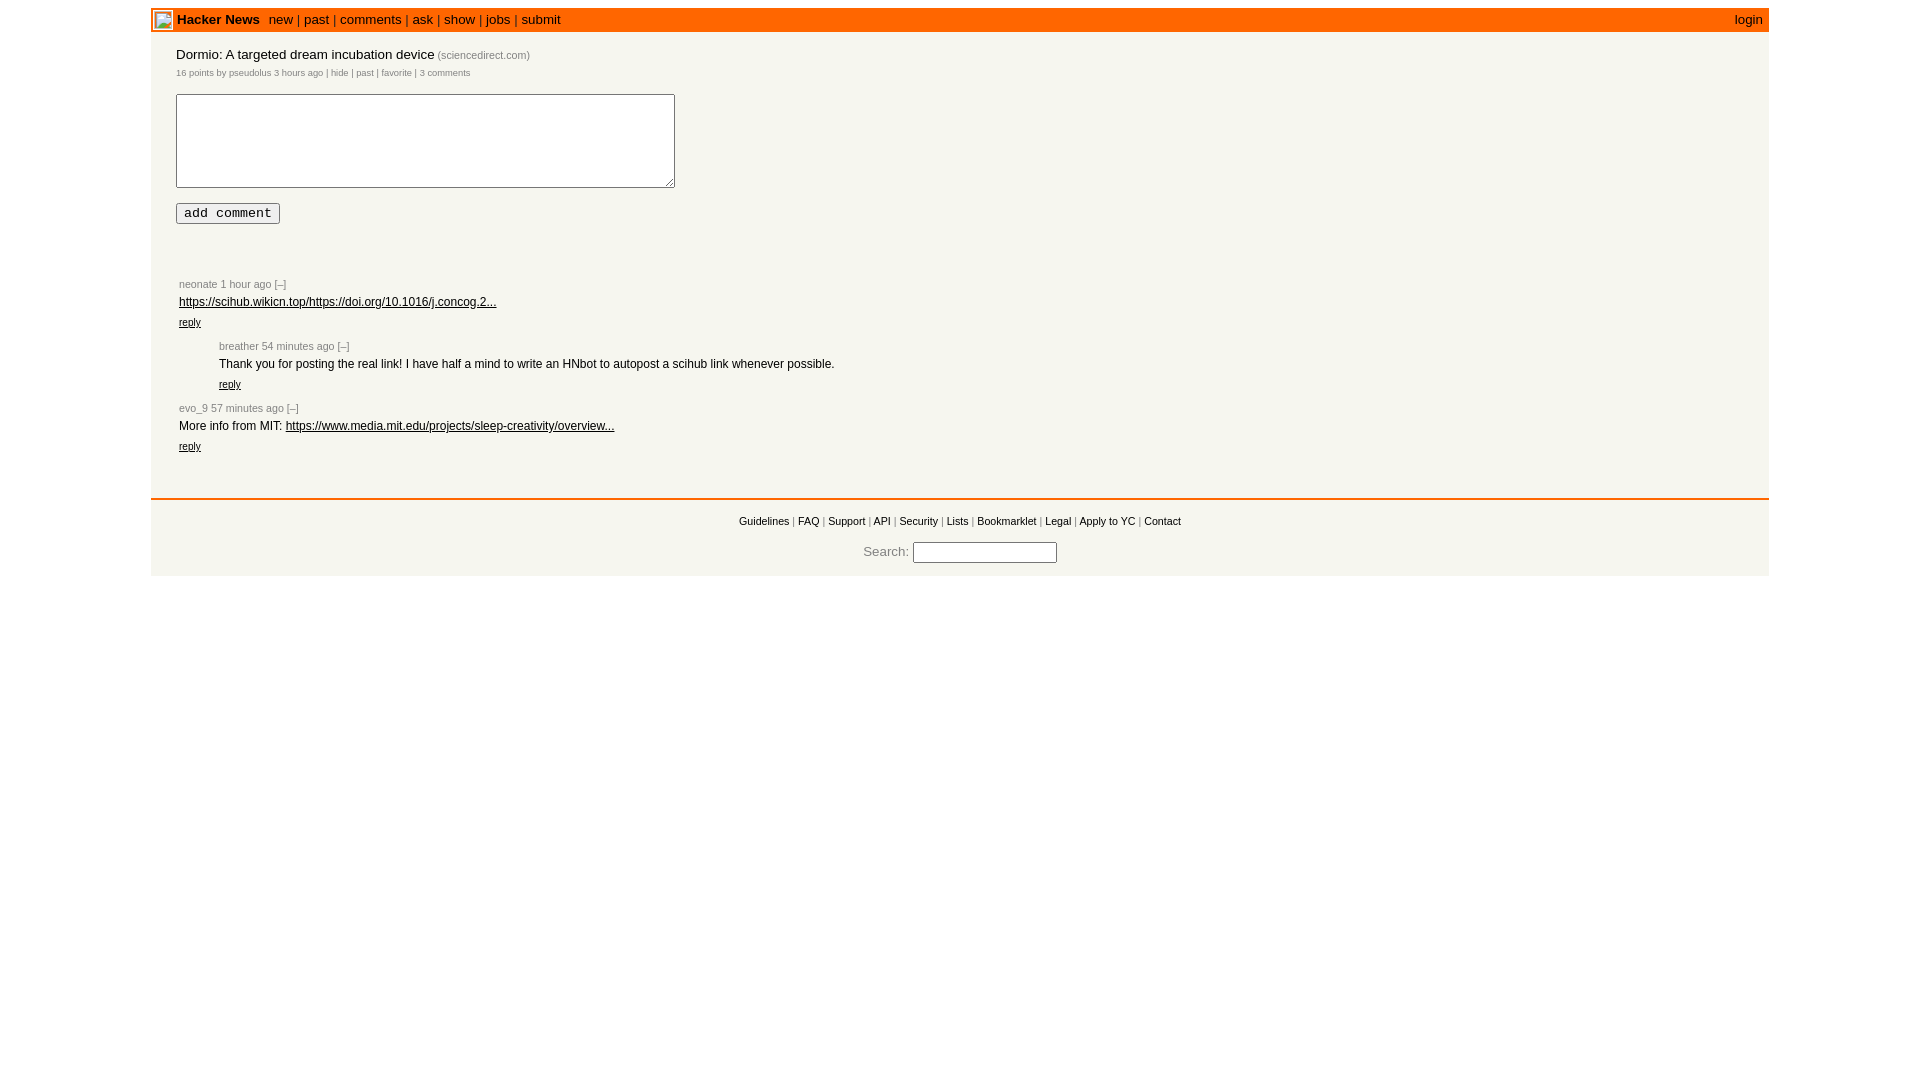 Hacker News new | past | comments | ask | show | jobs | submit login
Dormio: A targeted dream incubation device (sciencedirect.com)
16 points by pseudolus 3 hours ago | hide | past | favorite | 3 comments
add comment
neonate 1 hour ago [–]
https://scihub.wikicn.top/https://doi.org/10.1016/j.concog.2...
reply
breather 54 minutes ago [–]
Thank you for posting the real link! I have half a mind to write an HNbot to autopost a scihub link whenever possible.
reply
evo_9 57 minutes ago [–]
More info from MIT: https://www.media.mit.edu/projects/sleep-creativity/overview...
reply
Guidelines | FAQ | Support | API | Security | Lists | Bookmarklet | Legal | Apply to YC | Contact
Search: